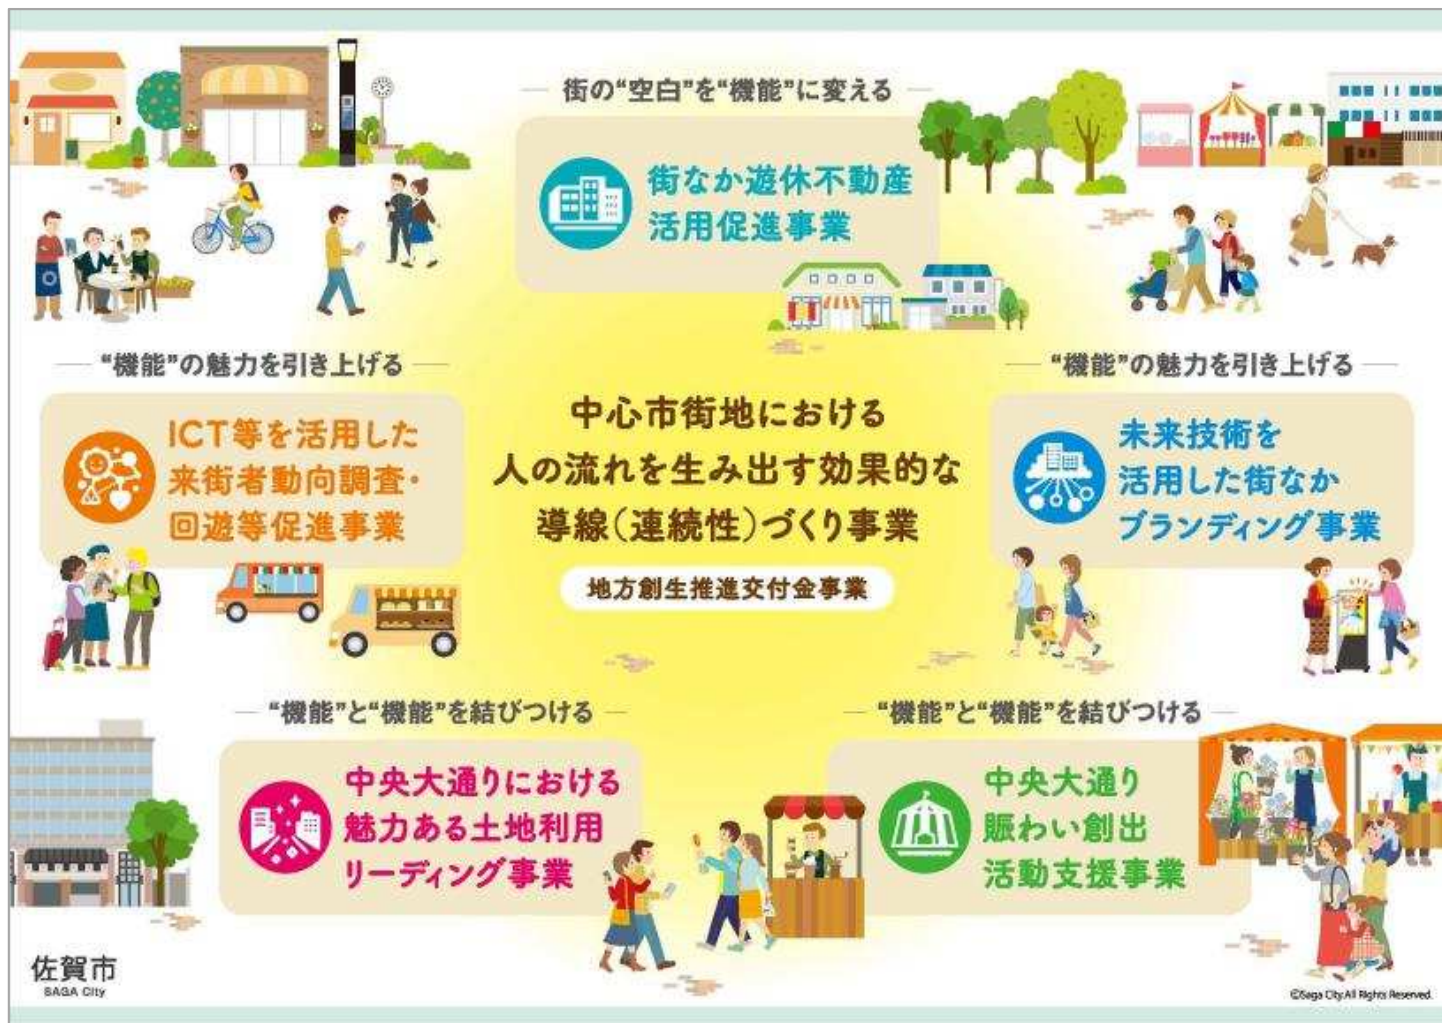 街の“空白”を“機能”に変える
街なか遊休不動産
活用促進事業
“機能”の魅力を引き上げる
ICT等を活用した
来街者動向調査・
回遊等促進事業
中心市街地における
人の流れを生み出す効果的な
導線（連続性）づくり事業
地方創生推進交付金事業
“機能”の魅力を引き上げる
未来技術を
活用した街なか
ブランディング事業
“機能”と“機能”を結びつける
中央大通りにおける
魅力ある土地利用
リーディング事業
“機能”と“機能”を結びつける
中央大通り
賑わい創出
活動支援事業
佐賀市
SAGA City
©Saga City.All Rights Reserved.